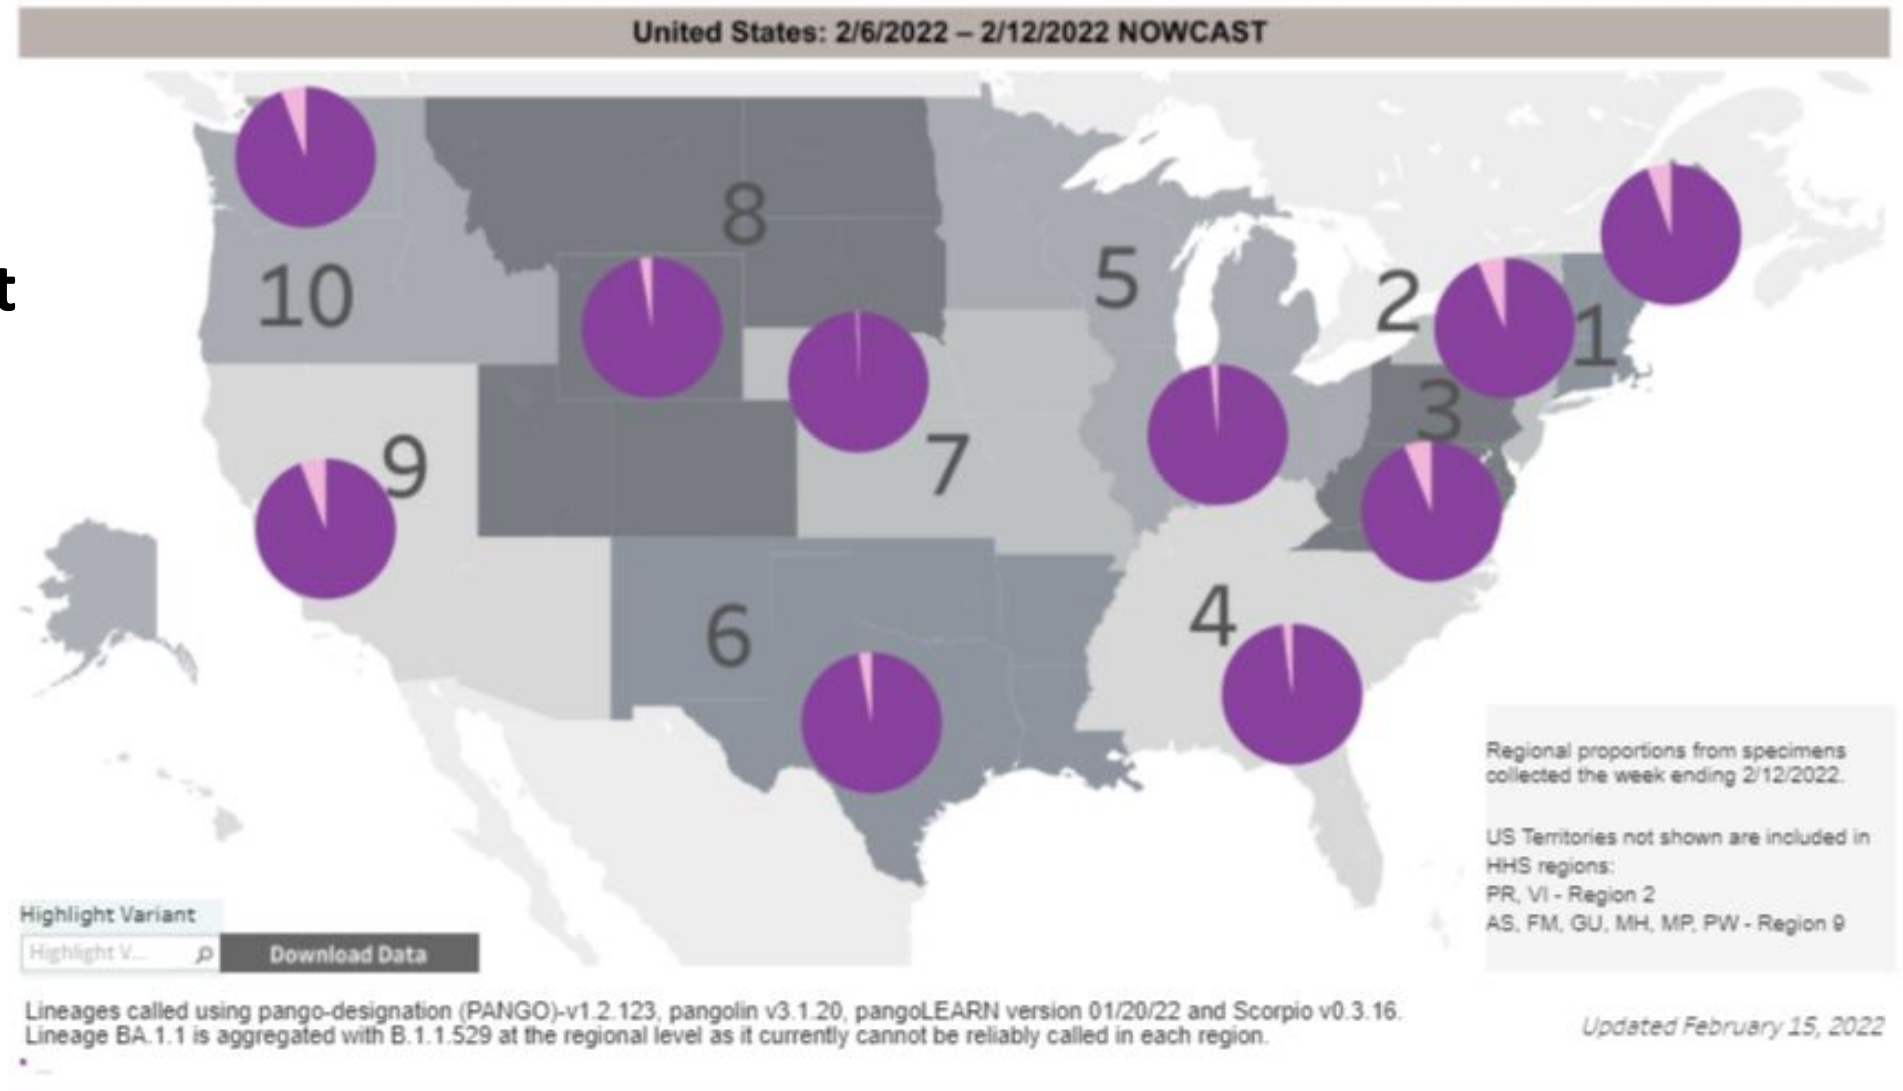 United States: 2/6/2022 – 2/12/2022 NOWCAST
t
8
10
5
2
1
3
9
7
6
4
Regional proportions from specimens
collected the week ending 2/12/2022.
US Territories not shown are included in
HHS regions:
PR, VI - Region 2
AS, FM, GU, MH, MP, PW - Region 9
Highlight Variant
Highlight V...
Download Data
Lineages called using pango-designation (PANGO)-v1.2.123, pangolin v3.1.20, pangoLEARN version 01/20/22 and Scorpio v0.3.16.
Lineage BA.1.1 is aggregated with B.1.1.529 at the regional level as it currently cannot be reliably called in each region.
Updated February 15, 2022
...